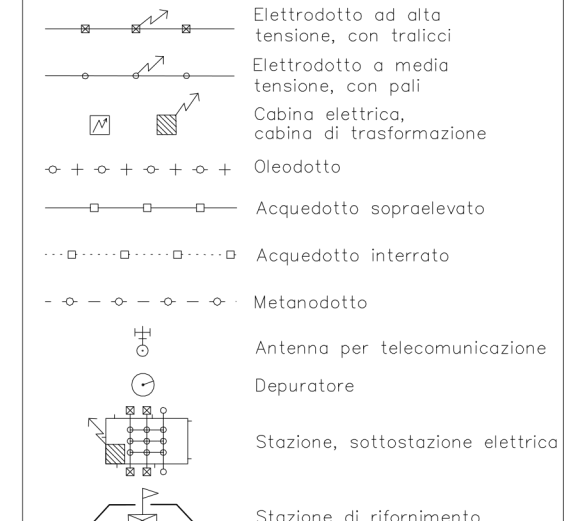 Elettrodotto ad alta
tensione, con tralicci
Elettrodotto a media
tensione, con pali
Cabina elettrica,
cabina di trasformazione
Oleodotto
Acquedotto sopraelevato
Acquedotto interrato
Metanodotto
Antenna per telecomunicazione
Depuratore
Stazione, sottostazione elettrica
Stazione di rifornimento